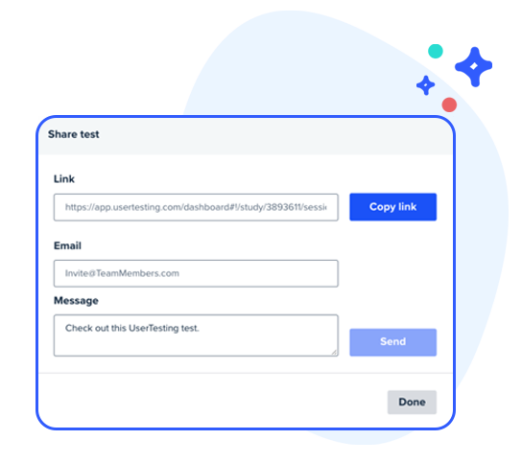 Share test
Link
https://app.usertesting.com/dashboard#!/study/3893611/sessi
Copy link
Email
Invite@TeamMembers.com
Message
Check out this UserTesting test.
Send
Done